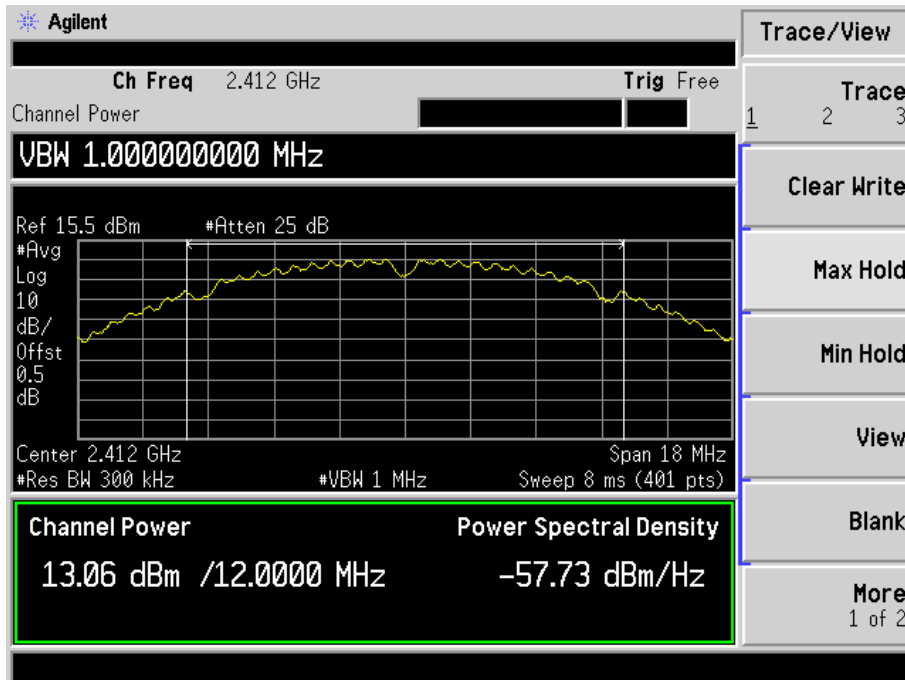 Agilent
Ch Freq 2.412 GHz Trig Free
Channel Power
VBW 1.000000000 MHz
Ref 15.5 dBm #Atten 25 dB
#Avg
Log
10
dB/
Offst
0.5
dB
Center 2.412 GHz Span 18 MHz
#Res BW 300 kHz #VBW 1 MHz Sweep 8 ms (401 pts)
Channel Power Power Spectral Density
13.06 dBm /12.0000 MHz -57.73 dBm/Hz
Trace/View
Trace
1 2 3
Clear Write
Max Hold
Min Hold
View
Blank
More
1 of 2